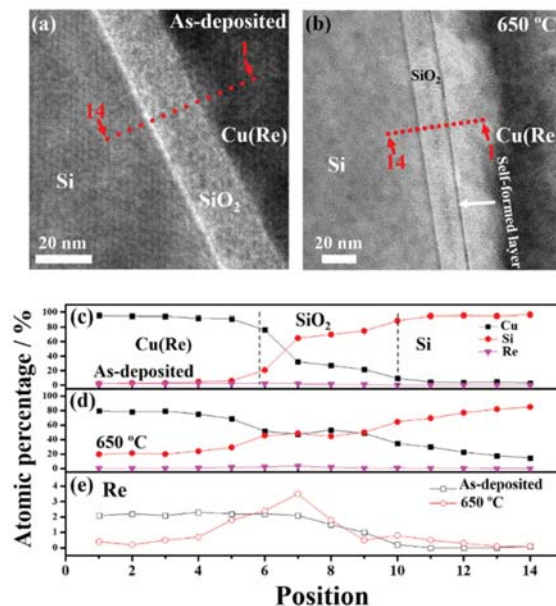 (a)
As-deposited
1
14
Si
SiO2
Cu(Re)
20 nm
(b)
650 ºC
SiO2
Cu(Re)
14
1
Si
Self-formed layer
20 nm
Atomic percentage / %
100
80
60
40
20
0
(c)
Cu(Re)
SiO2
Si
As-deposited
Cu
Si
Re
100
80
60
40
20
0
(d)
650 ºC
4
3
2
1
0
(e)
Re
As-deposited
650 ºC
0 2 4 6 8 10 12 14
Position